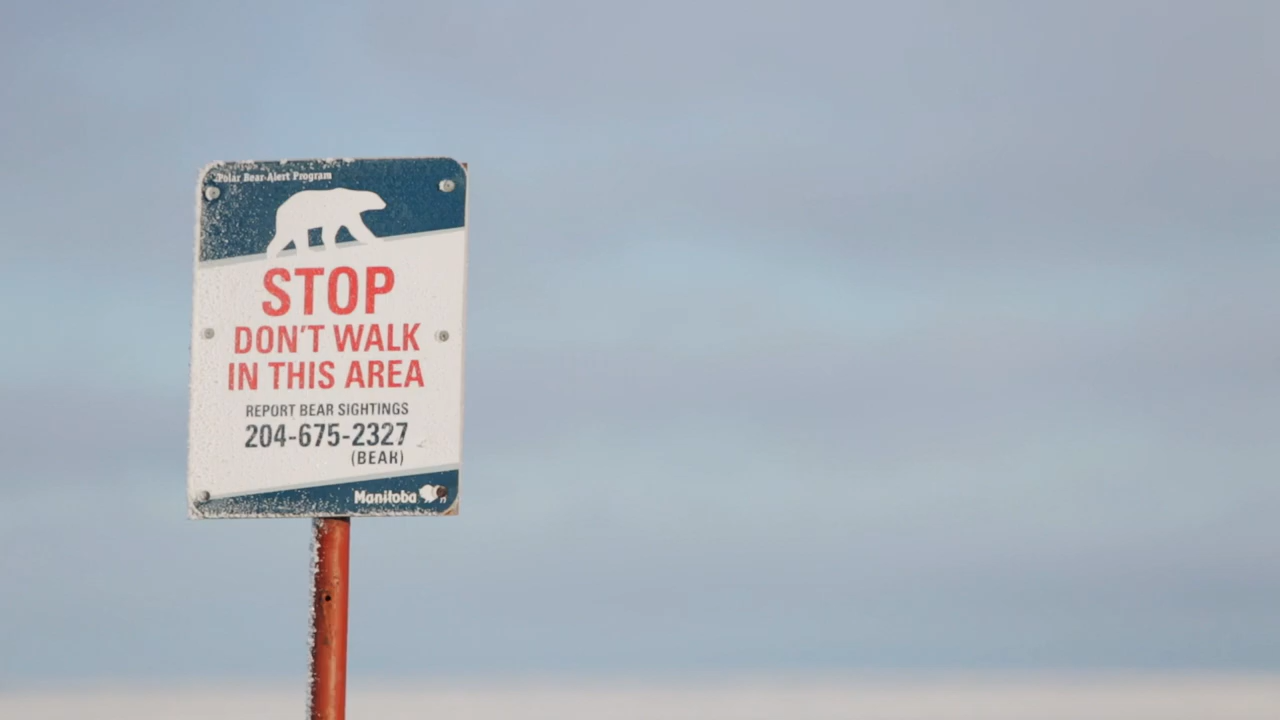 Polar Bear Alert Program
STOP
DON'T WALK
IN THIS AREA
REPORT BEAR SIGHTINGS
204-675-2327
(BEAR)
Manitoba